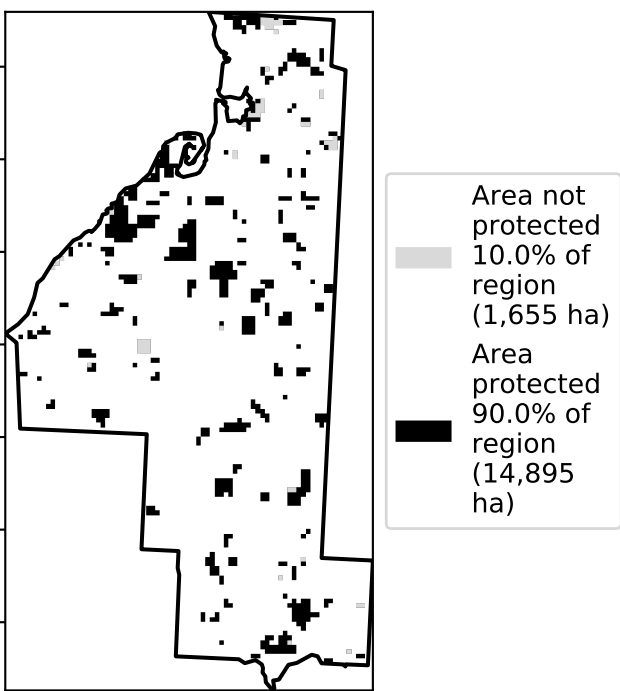 Area not
protected
10.0% of
region
(1,655 ha)
Area
protected
90.0% of
region
(14,895
ha)